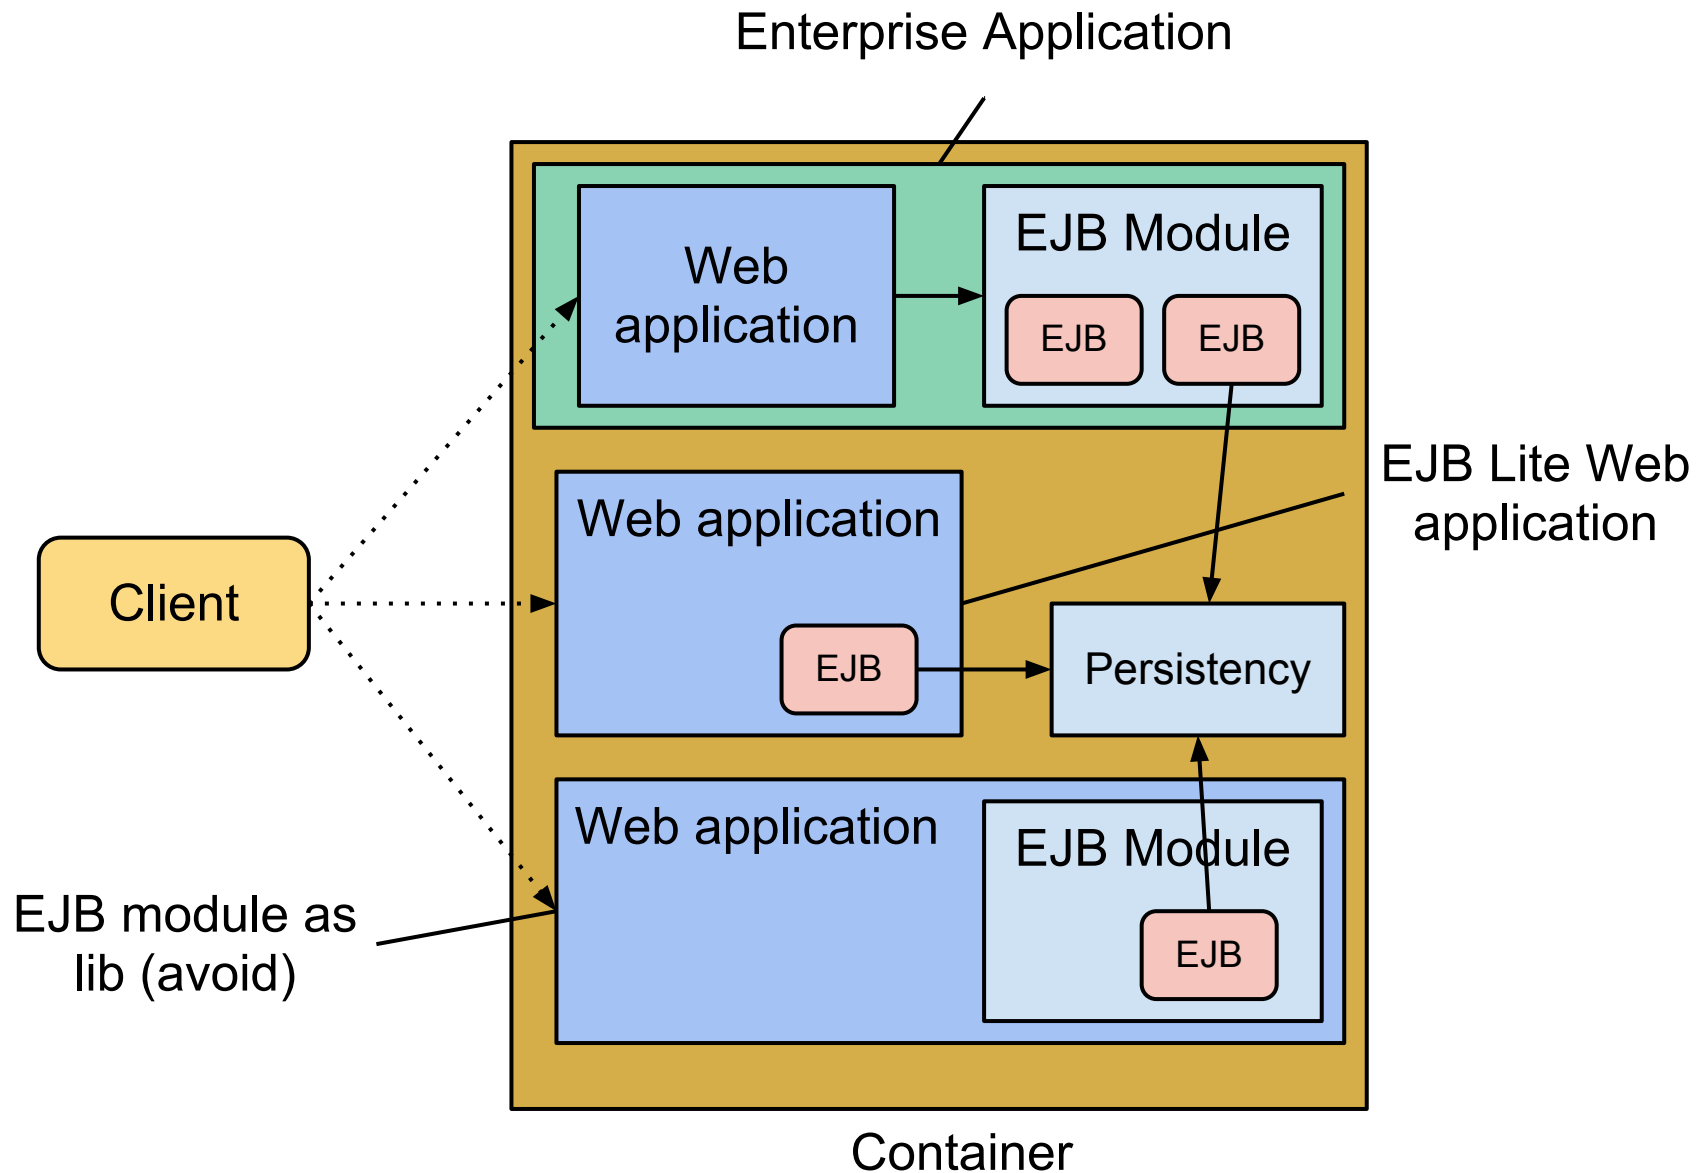 Enterprise Application
Web
application
EJB Module
EJB
EJB
EJB Lite Web
application
Web application
Client
EJB
Persistency
Web application
EJB Module
EJB module as
lib (avoid)
EJB
Container